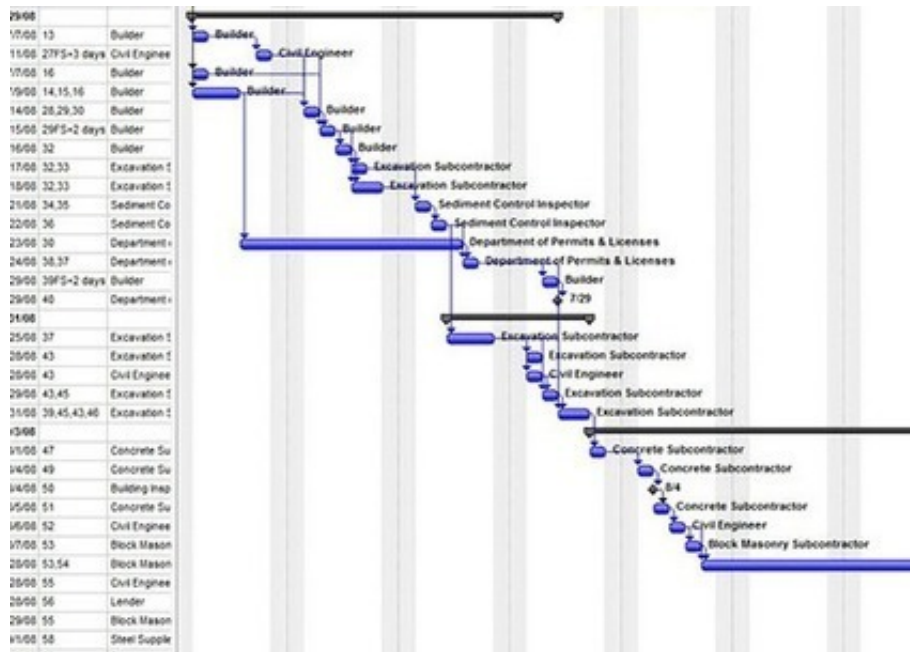 29/08
7/7/08 13 Builder Builder
11/08 27FS+3 days Civil Enginee Civil Engineer
7/7/08 16 Builder Builder
7/9/08 14,15,16 Builder Builder
14/08 28,29,30 Builder Builder
15/08 29FS+2 days Builder Builder
16/08 32 Builder Builder
17/08 32,33 Excavation S Excavation Subcontractor
18/08 32,33 Excavation S Excavation Subcontractor
21/08 34,35 Sediment Co Sediment Control Inspector
22/08 36 Sediment Co Sediment Control Inspector
23/08 30 Department Department of Permits & Licenses
24/08 38,37 Department Department of Permits & Licenses
29/08 39FS+2 days Builder Builder
29/08 40 Department 7/29
31/08
25/08 37 Excavation S Excavation Subcontractor
28/08 43 Excavation S Excavation Subcontractor
28/08 43 Civil Enginee Civil Engineer
29/08 43,45 Excavation S Excavation Subcontractor
31/08 39,45,43,46 Excavation S Excavation Subcontractor
/3/08
/1/08 47 Concrete Su Concrete Subcontractor
/4/08 49 Concrete Su Concrete Subcontractor
/4/08 50 Building Insp 8/4
/5/08 51 Concrete Su Concrete Subcontractor
/6/08 52 Civil Enginee Civil Engineer
/7/08 53 Block Mason Block Masonry Subcontractor
28/08 53,54 Block Mason
28/08 55 Civil Enginee
28/08 56 Lender
29/08 55 Block Mason
/1/08 58 Steel Supplie